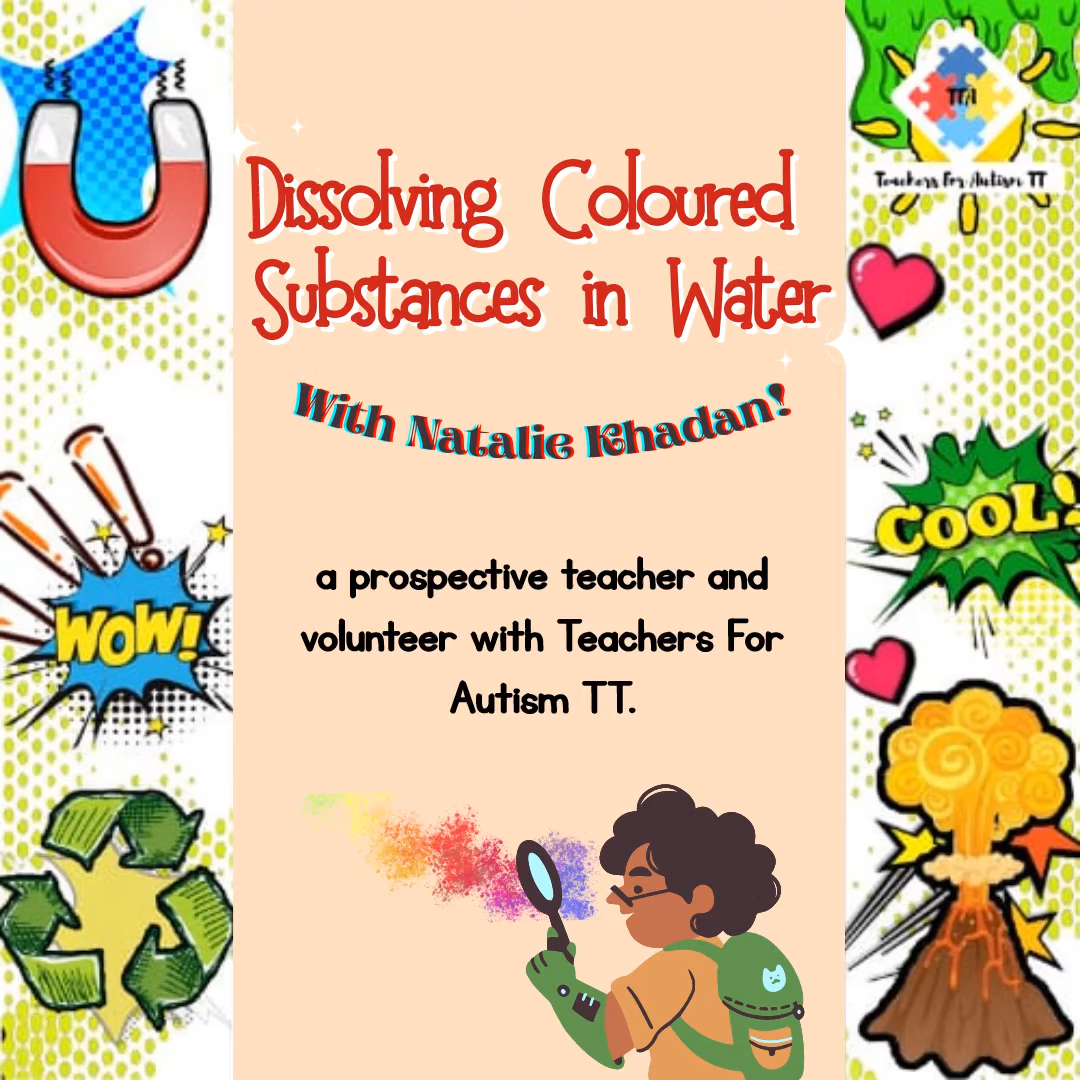 TTA
Teachers For Autism TT
Dissolving Coloured
Substances in Water
With Natalie Khadan!
COOL!
a prospective teacher and
volunteer with Teachers For
Autism TT.
WOW!